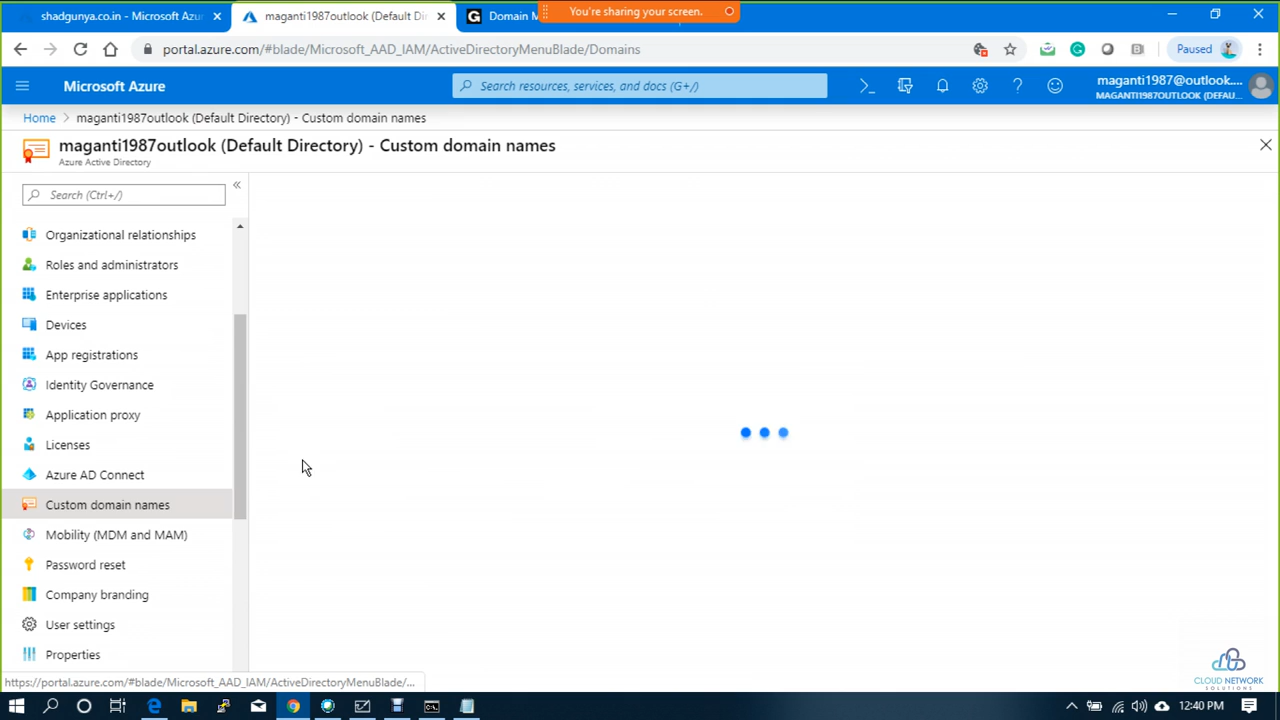 shadgunya.co.in - Microsoft Azu
maganti1987outlook (Default Dir
Domain M
You're sharing your screen.
portal.azure.com/#blade/Microsoft_AAD_IAM/ActiveDirectoryMenuBlade/Domains
Paused
Microsoft Azure
Search resources, services, and docs (G+/)
maganti1987@outlook....
MAGANTI1987OUTLOOK (DEFAU...
Home
maganti1987outlook (Default Directory) - Custom domain names
maganti1987outlook (Default Directory) - Custom domain names
Azure Active Directory
Search (Ctrl+/)
Organizational relationships
Roles and administrators
Enterprise applications
Devices
App registrations
Identity Governance
Application proxy
Licenses
Azure AD Connect
Custom domain names
Mobility (MDM and MAM)
Password reset
Company branding
User settings
Properties
https://portal.azure.com/#blade/Microsoft_AAD_IAM/ActiveDirectoryMenuBlade/...
CLOUD NETWORK
SOLUTIONS
12:40 PM